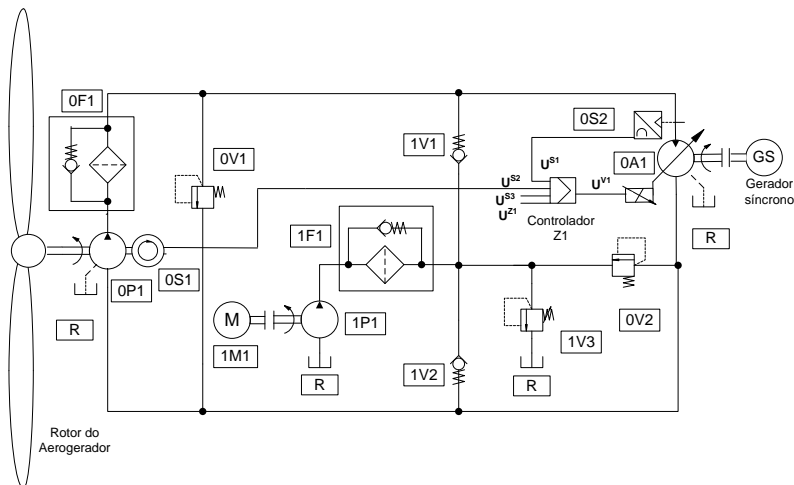 0F1
0S2
1V1
0V1
0A1
GS
U^S1
U^S2
U^V1
U^S3
U^Z1
Gerador
síncrono
Controlador
Z1
1F1
R
0S1
0P1
0V2
M
1P1
1V3
R
1M1
1V2
R
R
Rotor do
Aerogerador